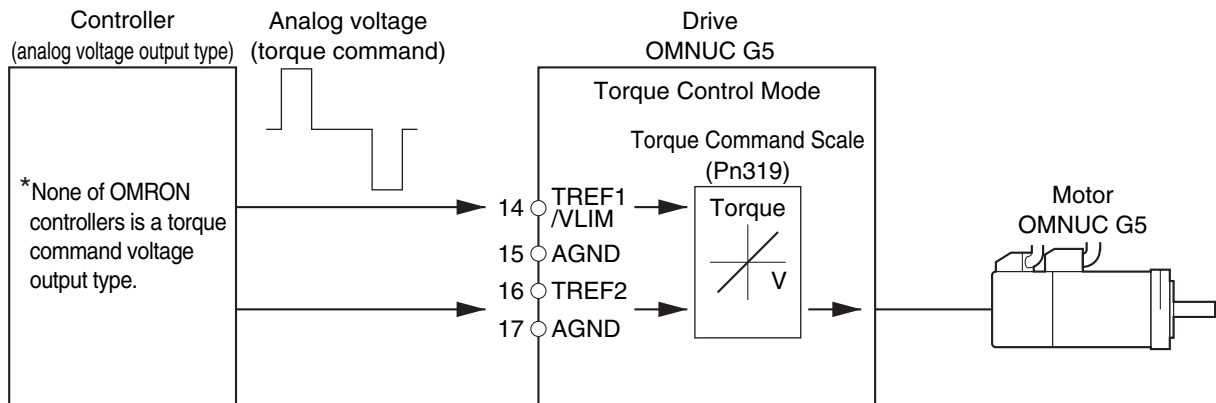 Controller
(analog voltage output type)
Analog voltage
(torque command)
Drive
OMNUC G5
Torque Control Mode
Torque Command Scale
(Pn319)
*None of OMRON
controllers is a torque
command voltage
output type.
14 TREF1
/VLIM
15 AGND
16 TREF2
17 AGND
Torque
V
Motor
OMNUC G5